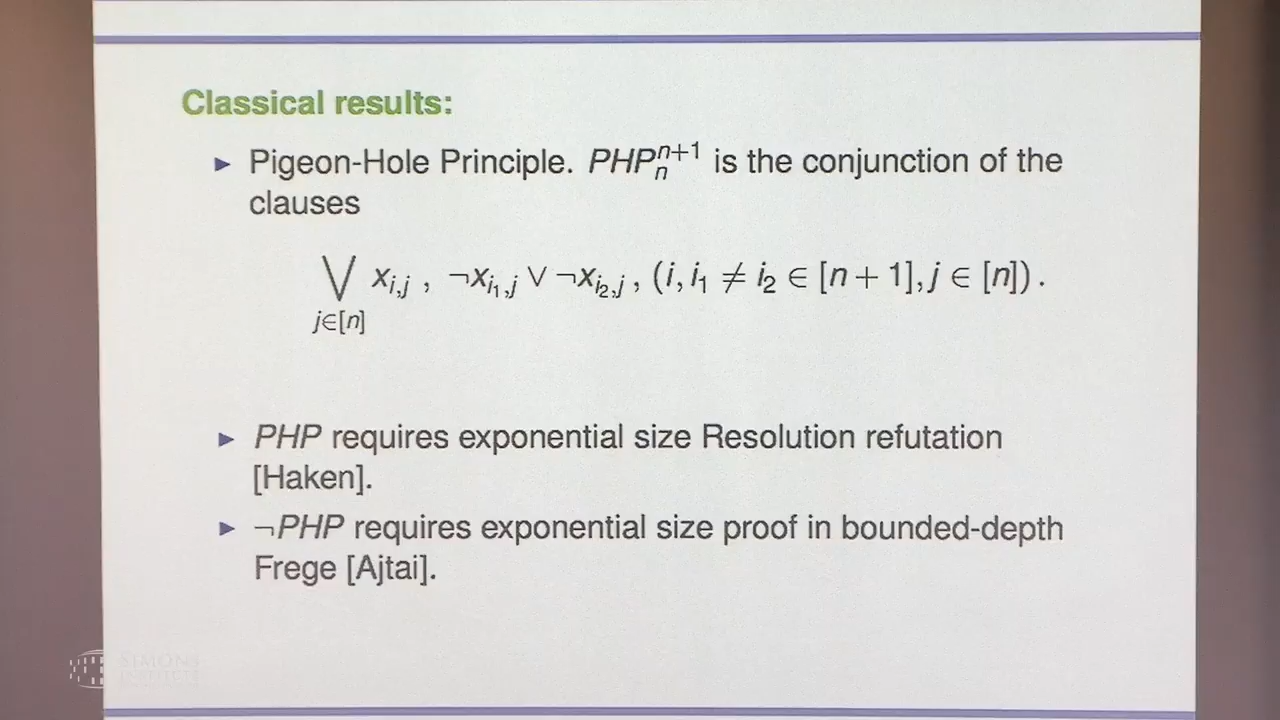 Classical results:
► Pigeon-Hole Principle. PHP_n^{n+1} is the conjunction of the
clauses
⋁_{j∈[n]} x_{i,j} , ¬x_{i_1,j} ∨ ¬x_{i_2,j} , (i, i_1 ≠ i_2 ∈ [n + 1], j ∈ [n]) .
► PHP requires exponential size Resolution refutation
[Haken].
► ¬PHP requires exponential size proof in bounded-depth
Frege [Ajtai].
SIMONS
INSTITUTE